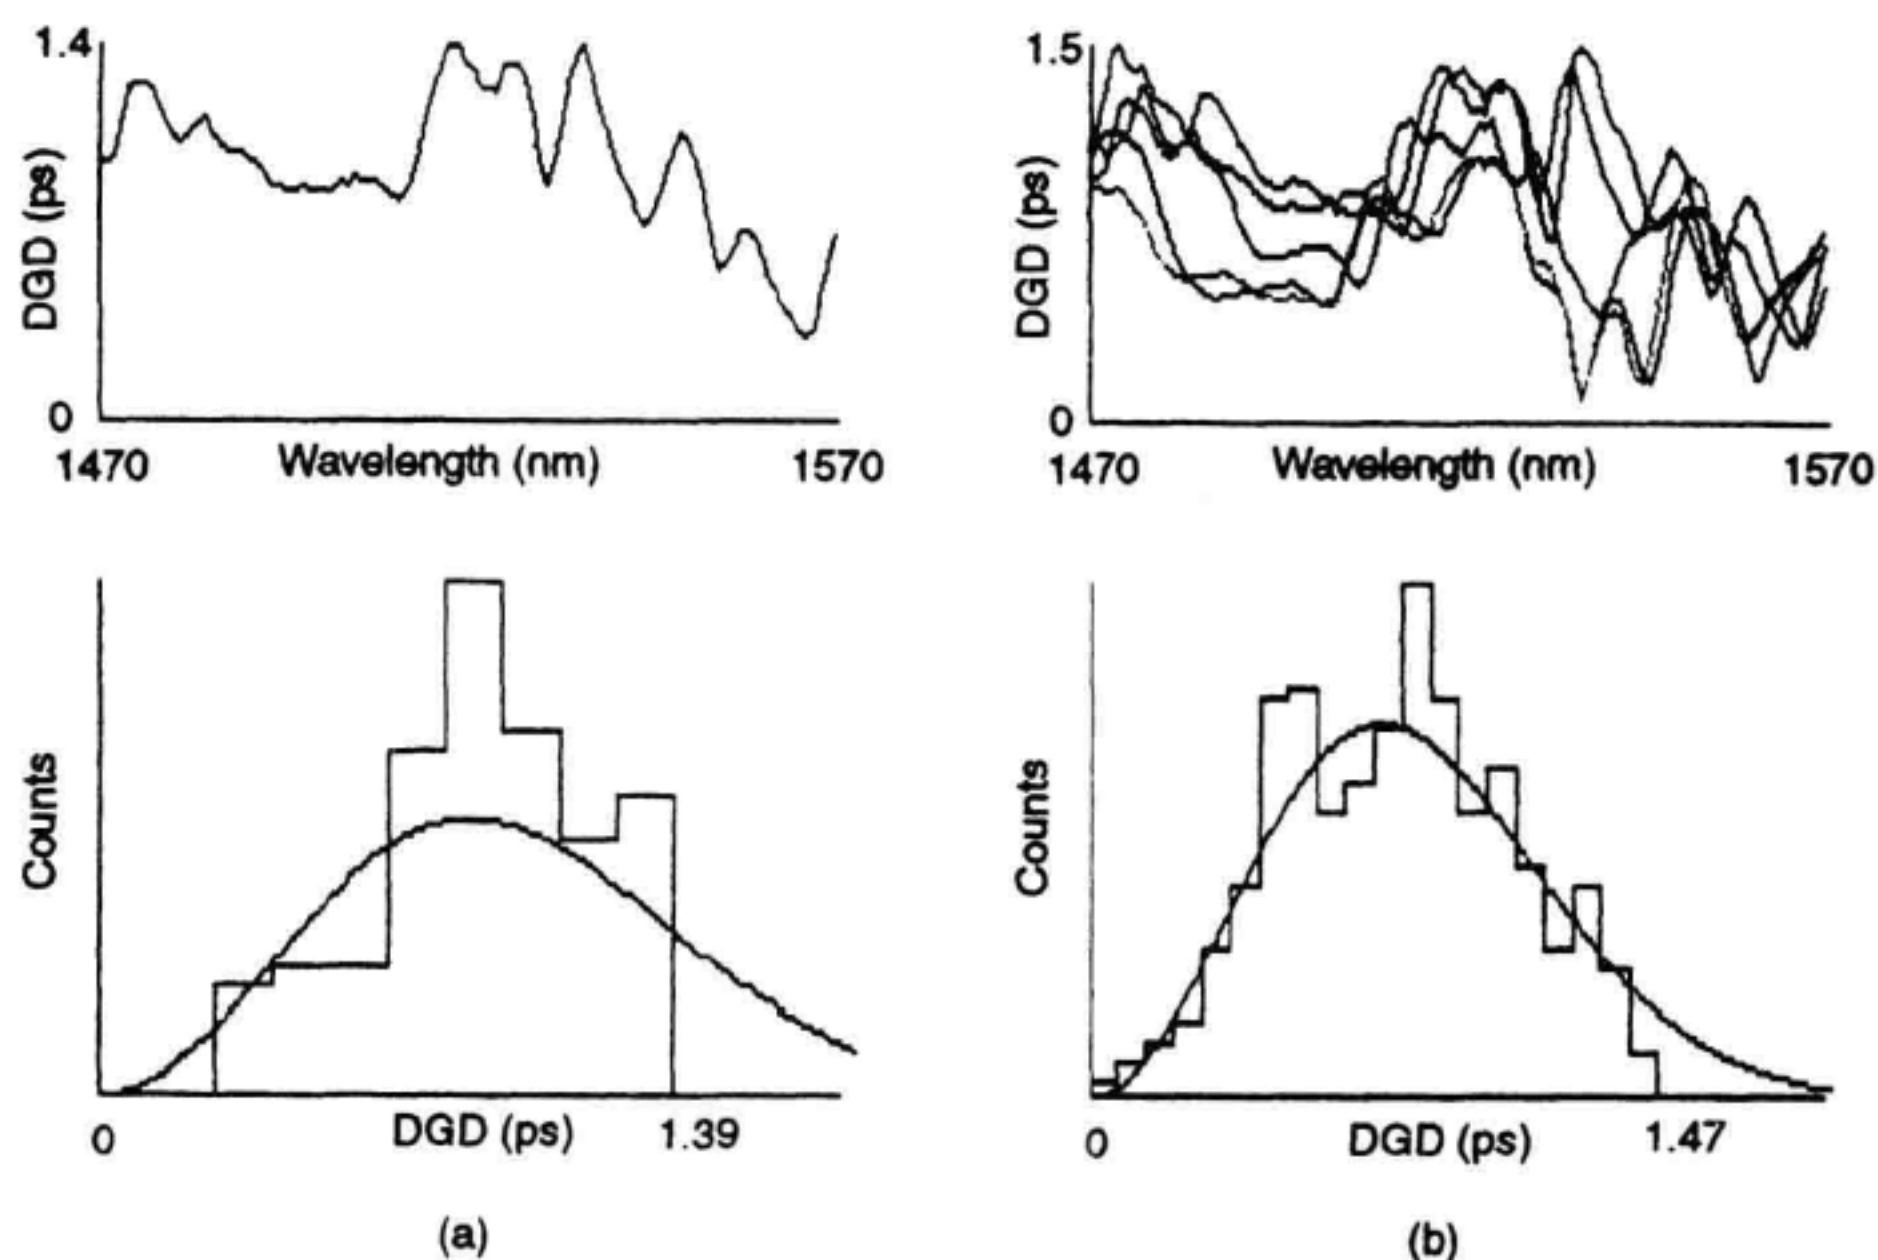 1.4
DGD (ps)
0
1470 Wavelength (nm) 1570
1.5
DGD (ps)
0
1470 Wavelength (nm) 1570
Counts
0 DGD (ps) 1.39
(a)
Counts
0 DGD (ps) 1.47
(b)